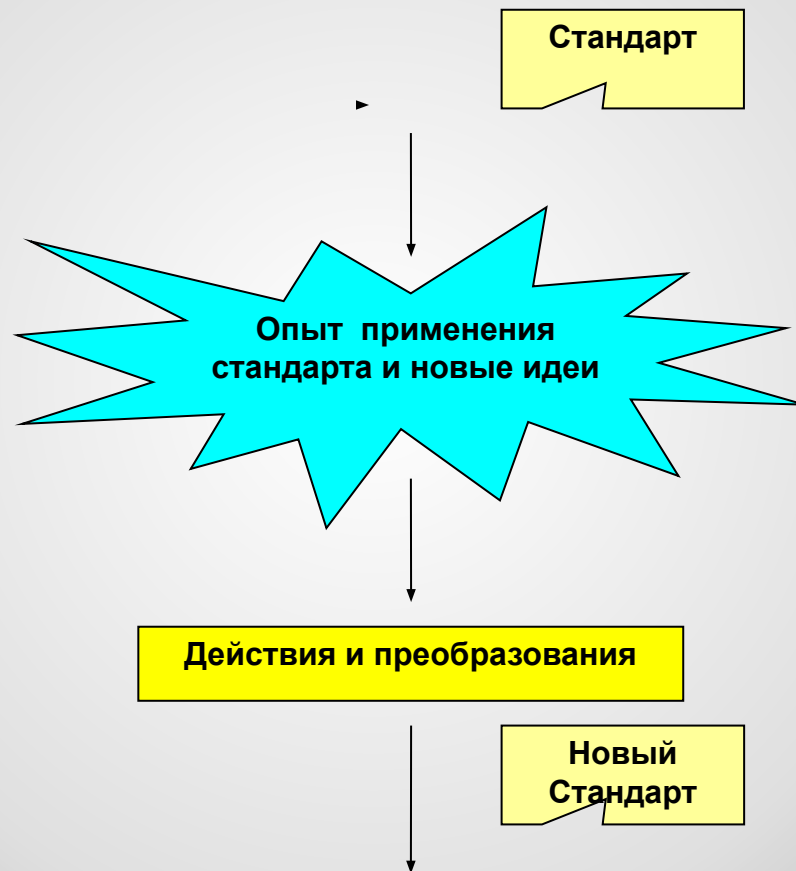 Стандарт
Опыт применения
стандарта и новые идеи
Действия и преобразования
Новый
Стандарт